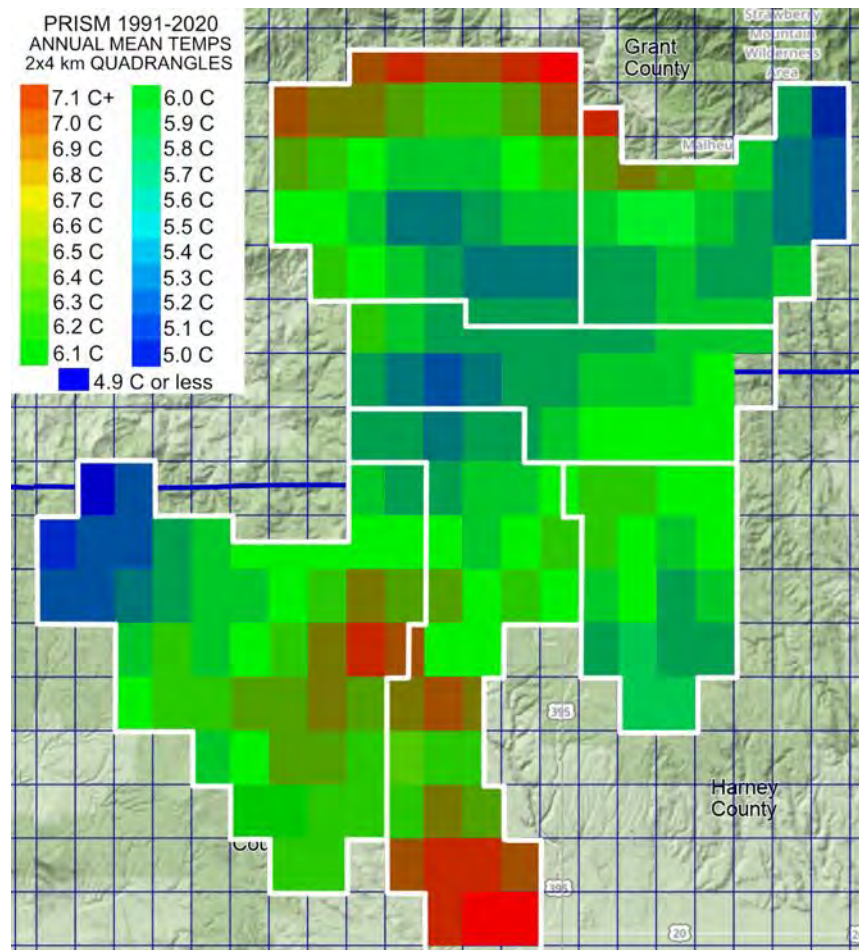 PRISM 1991-2020
ANNUAL MEAN TEMPS
2x4 km QUADRANGLES
7.1 C+
7.0 C
6.9 C
6.8 C
6.7 C
6.6 C
6.5 C
6.4 C
6.3 C
6.2 C
6.1 C
6.0 C
5.9 C
5.8 C
5.7 C
5.6 C
5.4 C
5.3 C
5.2 C
5.1 C
5.0 C
4.9 C or less
Strawberry
Mountain
Wilderness
Area
Grant
County
Malheu
395
Harney
County
Cou
395
20
2